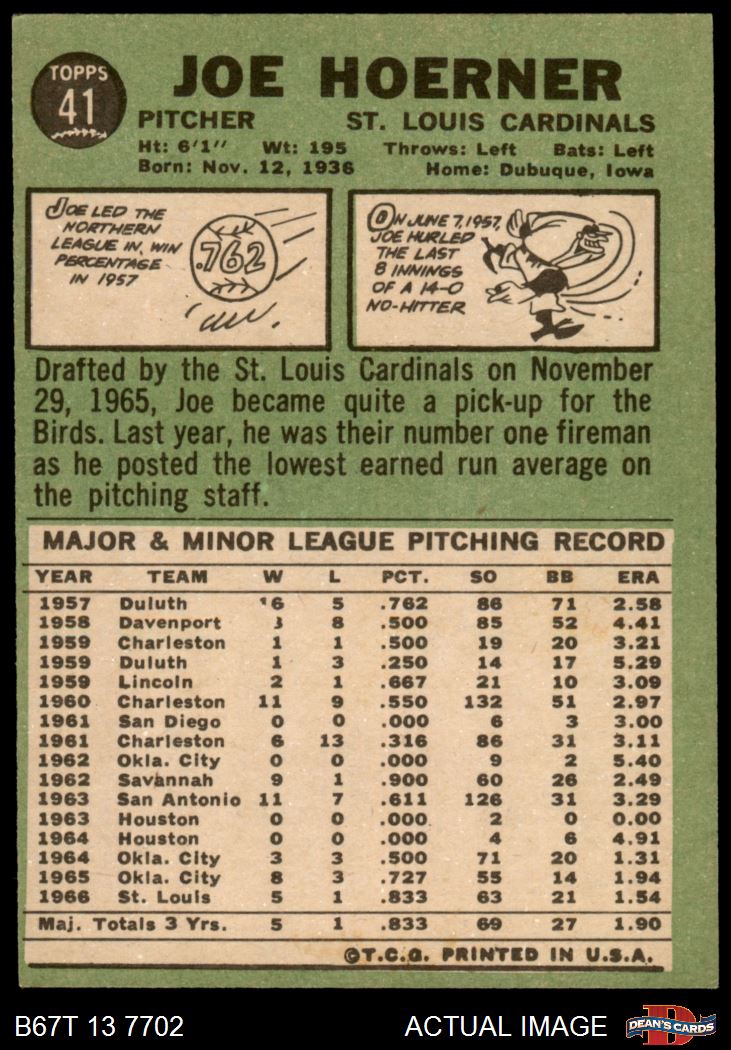 TOPPS
41
JOE HOERNER
PITCHER ST. LOUIS CARDINALS
Ht: 6'1" Wt: 195 Throws: Left Bats: Left
Born: Nov. 12, 1936 Home: Dubuque, Iowa
JOE LED THE
NORTHERN
LEAGUE IN, WIN
PERCENTAGE
IN 1957
.762
ON JUNE 7, 1957,
JOE HURLED
THE LAST
8 INNINGS
OF A 14-0
NO-HITTER
Drafted by the St. Louis Cardinals on November
29, 1965, Joe became quite a pick-up for the
Birds. Last year, he was their number one fireman
as he posted the lowest earned run average on
the pitching staff.
MAJOR & MINOR LEAGUE PITCHING RECORD
YEAR TEAM W L PCT. SO BB ERA
1957 Duluth 16 5 .762 86 71 2.58
1958 Davenport 8 .500 85 52 4.41
1959 Charleston 1 1 .500 19 20 3.21
1959 Duluth 1 3 .250 14 17 5.29
1959 Lincoln 2 1 .667 21 10 3.09
1960 Charleston 11 9 .550 132 51 2.97
1961 San Diego 0 0 .000 6 3 3.00
1961 Charleston 6 13 .316 86 31 3.11
1962 Okla. City 0 0 .000 9 2 5.40
1962 Savannah 9 1 .900 60 26 2.49
1963 San Antonio 11 7 .611 126 31 3.29
1963 Houston 0 0 .000 2 0 0.00
1964 Houston 0 0 .000 4 6 4.91
1964 Okla. City 3 3 .500 71 20 1.31
1965 Okla. City 8 3 .727 55 14 1.94
1966 St. Louis 5 1 .833 63 21 1.54
Maj. Totals 3 Yrs. 5 1 .833 69 27 1.90
©T.C.G. PRINTED IN U.S.A.
B67T 13 7702 ACTUAL IMAGE
D
DEAN'S CARDS